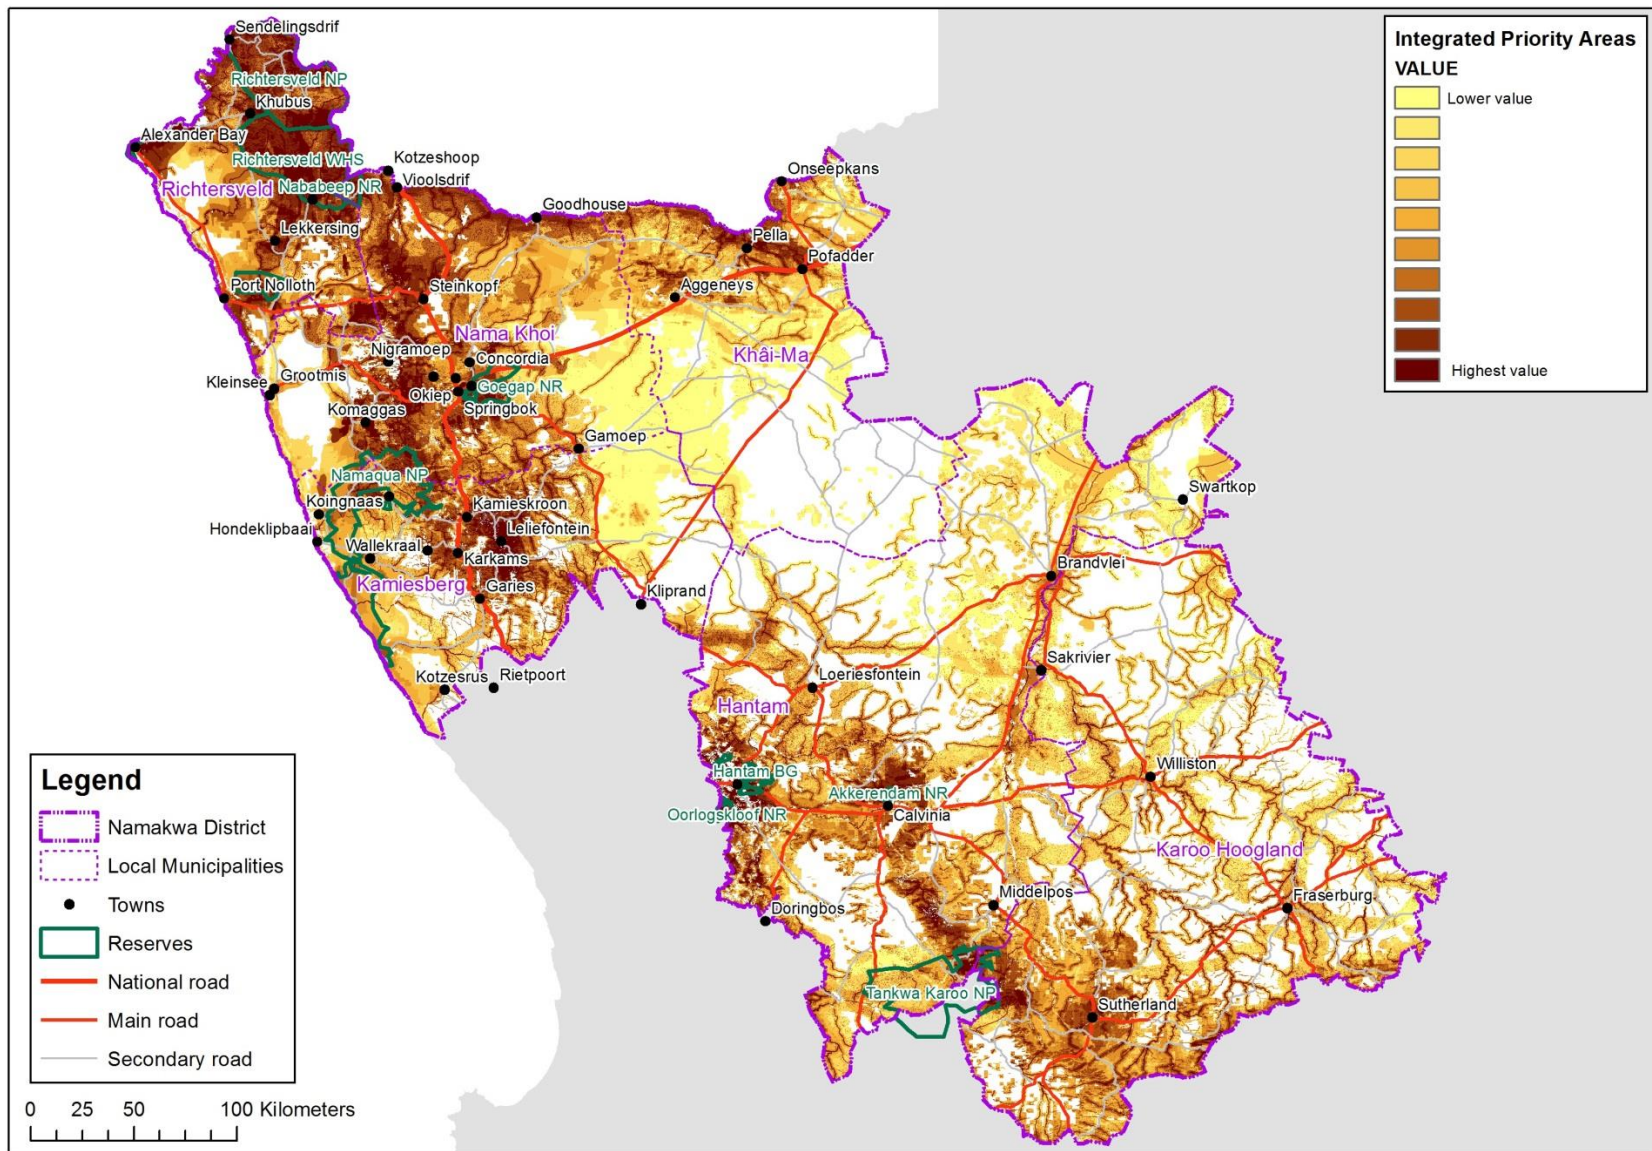 Sendelingsdrif
Richtersveld NP
Khubus
Alexander Bay
Richtersveld WHS
Kotzeshoop
Vioolsdrif
Richtersveld
Nababeep NR
Onseepkans
Goodhouse
Lekkersing
Pella
Pofadder
Port Nolloth
Steinkopf
Aggeneys
Nama Khoi
Khâi-Ma
Nigramoep
Concordia
Kleinsee
Grootmis
Okiep
Goegap NR
Komaggas
Springbok
Gamoep
Namaqua NP
Koingnaas
Kamieskroon
Swartkop
Hondeklipbaai
Leliefontein
Wallekraal
Karkams
Kamiesberg
Garies
Brandvlei
Kliprand
Kotzesrus
Rietpoort
Loeriesfontein
Sakrivier
Hantam
Hantam BG
Williston
Akkerendam NR
Oorlogskloof NR
Calvinia
Karoo Hoogland
Middelpos
Fraserburg
Doringbos
Tankwa Karoo NP
Sutherland
Integrated Priority Areas
VALUE
Lower value
Highest value
Legend
Namakwa District
Local Municipalities
Towns
Reserves
National road
Main road
Secondary road
0 25 50 100 Kilometers